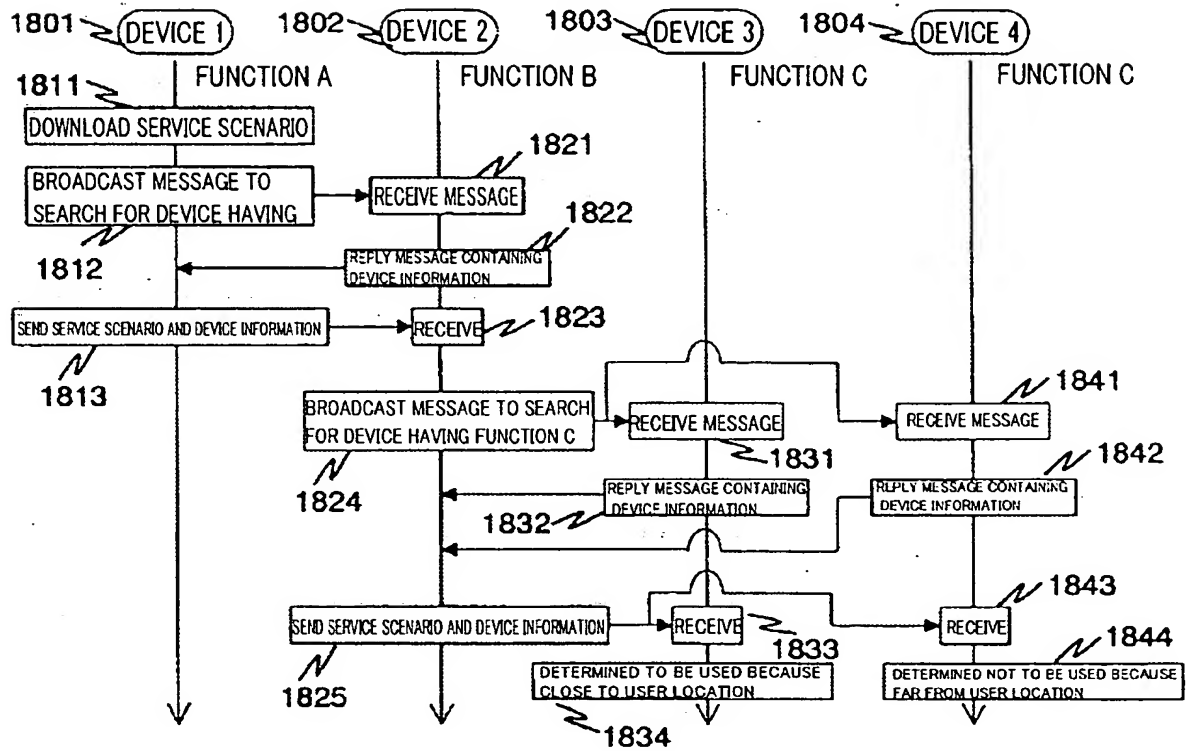 1801 DEVICE 1 1802 DEVICE 2 1803 DEVICE 3 1804 DEVICE 4
FUNCTION A FUNCTION B FUNCTION C FUNCTION C
1811
DOWNLOAD SERVICE SCENARIO
1821
BROADCAST MESSAGE TO
SEARCH FOR DEVICE HAVING
RECEIVE MESSAGE
1812
1822
REPLY MESSAGE CONTAINING
DEVICE INFORMATION
SEND SERVICE SCENARIO AND DEVICE INFORMATION
RECEIVE
1823
1813
1841
BROADCAST MESSAGE TO SEARCH
FOR DEVICE HAVING FUNCTION C
RECEIVE MESSAGE
RECEIVE MESSAGE
1824
1831
1842
REPLY MESSAGE CONTAINING
DEVICE INFORMATION
REPLY MESSAGE CONTAINING
DEVICE INFORMATION
1832
1843
SEND SERVICE SCENARIO AND DEVICE INFORMATION
RECEIVE
RECEIVE
1825
1833
1844
DETERMINED TO BE USED BECAUSE
CLOSE TO USER LOCATION
DETERMINED NOT TO BE USED BECAUSE
FAR FROM USER LOCATION
1834